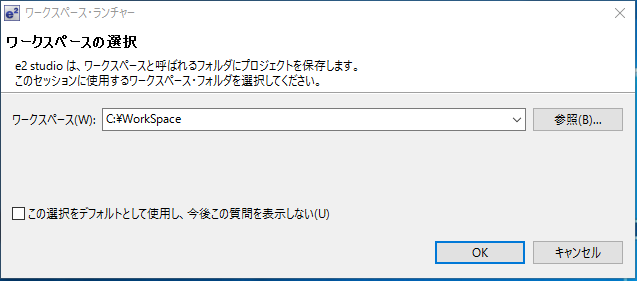 e² ワークスペース・ランチャー
ワークスペースの選択
e2 studio は、ワークスペースと呼ばれるフォルダにプロジェクトを保存します。
このセッションに使用するワークスペース・フォルダを選択してください。
ワークスペース(W): C:¥WorkSpace 参照(B)...
この選択をデフォルトとして使用し、今後この質問を表示しない(U)
OK キャンセル